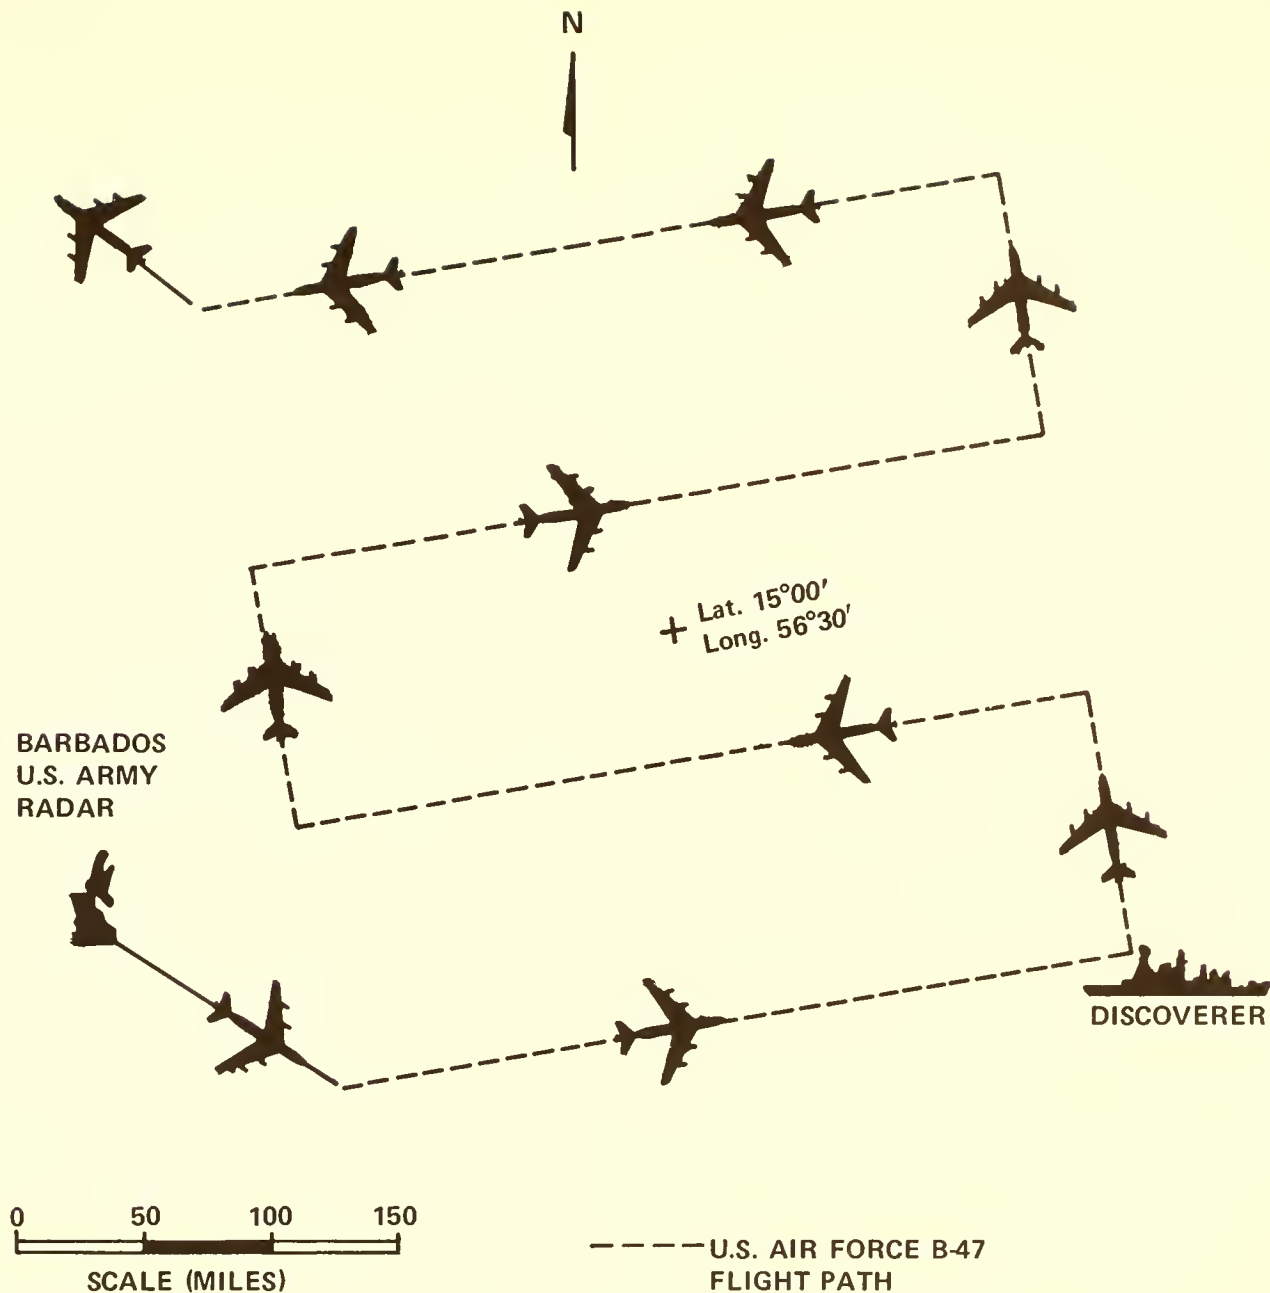 N
Lat. 15°00'
Long. 56°30'
BARBADOS
U.S. ARMY
RADAR
DISCOVERER
0 50 100 150
SCALE (MILES)
U.S. AIR FORCE B-47
FLIGHT PATH